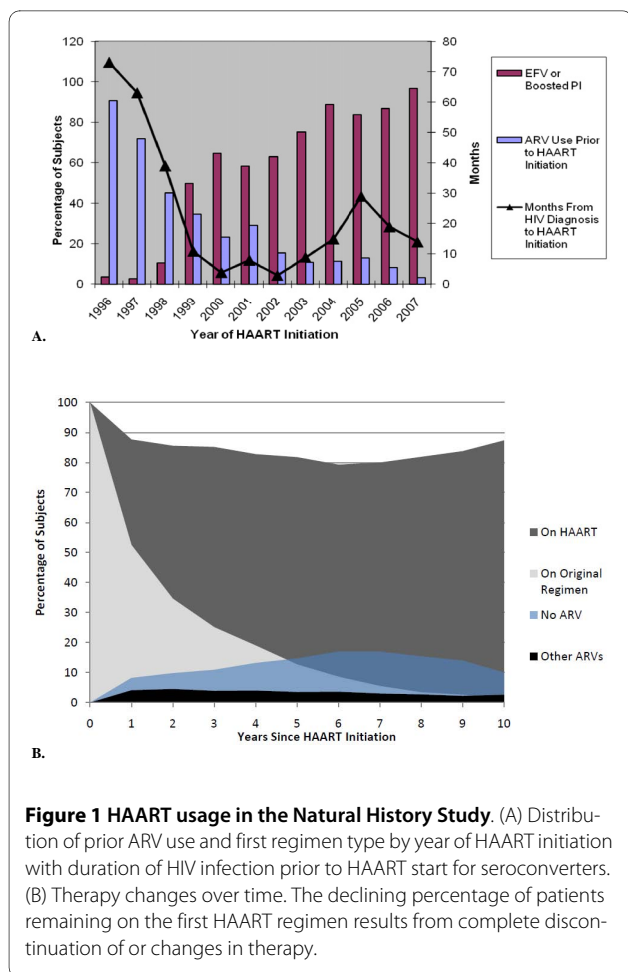 120
100
80
60
40
20
0
Percentage of Subjects
80
70
60
50
40
30
20
10
0
Months
1996
1997
1998
1999
2000
2001
2002
2003
2004
2005
2006
2007
Year of HAART Initiation
EFV or
Boosted PI
ARV Use Prior
to HAART
Initiation
Months From
HIV Diagnosis
to HAART
Initiation
A.
100
90
80
70
60
50
40
30
20
10
0
Percentage of Subjects
0 1 2 3 4 5 6 7 8 9 10
Years Since HAART Initiation
On HAART
On Original
Regimen
No ARV
Other ARVs
B.
Figure 1 HAART usage in the Natural History Study. (A) Distribu-
tion of prior ARV use and first regimen type by year of HAART initiation
with duration of HIV infection prior to HAART start for seroconverters.
(B) Therapy changes over time. The declining percentage of patients
remaining on the first HAART regimen results from complete discon-
tinuation of or changes in therapy.